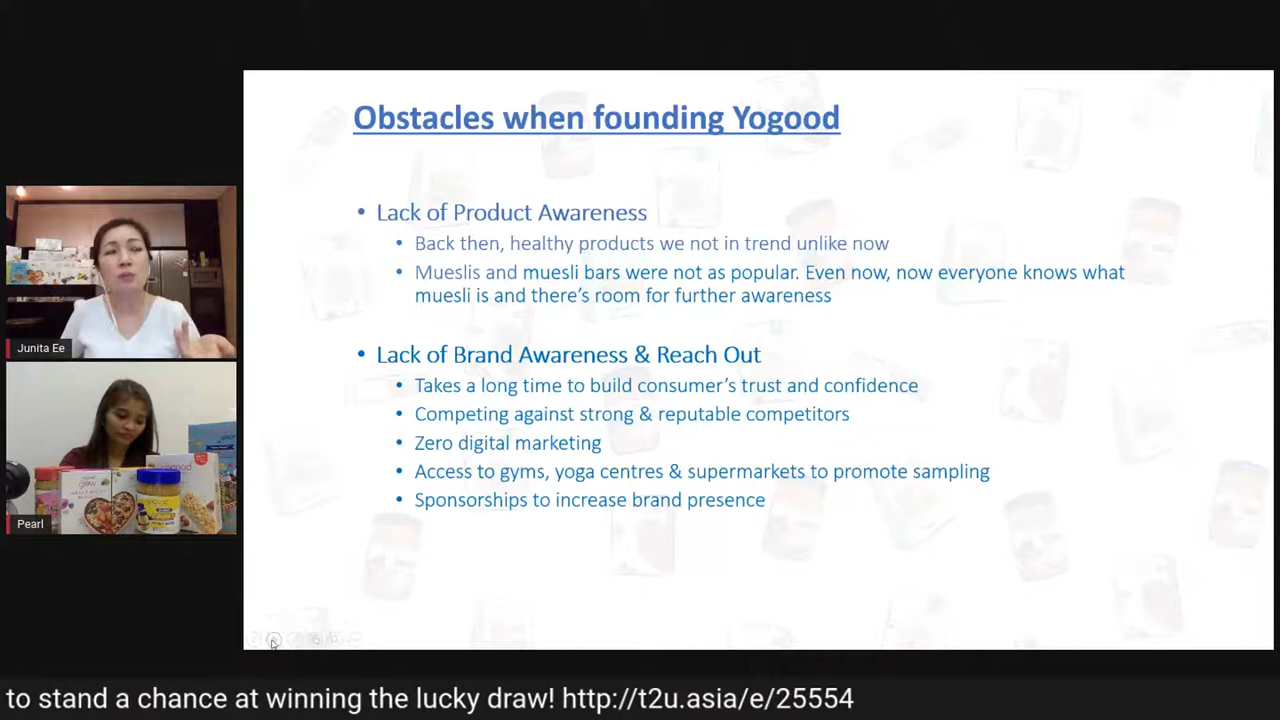 Obstacles when founding Yogood
• Lack of Product Awareness
• Back then, healthy products we not in trend unlike now
• Mueslis and muesli bars were not as popular. Even now, now everyone knows what
muesli is and there's room for further awareness
• Lack of Brand Awareness & Reach Out
• Takes a long time to build consumer's trust and confidence
• Competing against strong & reputable competitors
• Zero digital marketing
• Access to gyms, yoga centres & supermarkets to promote sampling
• Sponsorships to increase brand presence
Junita Ee
Pearl
to stand a chance at winning the lucky draw! http://t2u.asia/e/25554